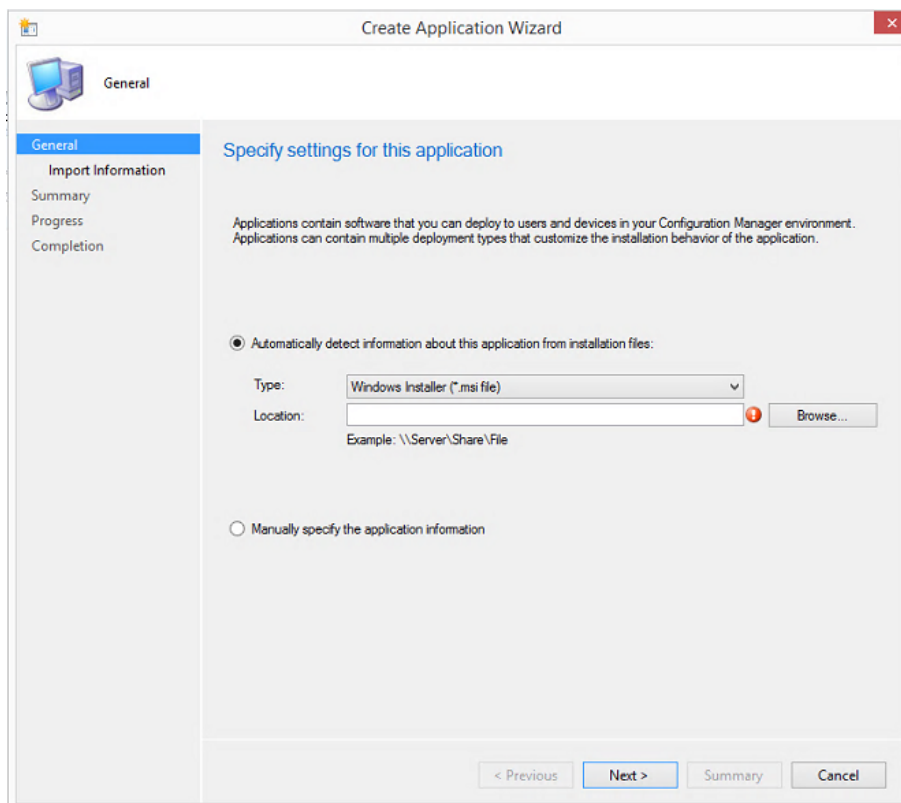 Create Application Wizard
General
General
Import Information
Summary
Progress
Completion
Specify settings for this application
Applications contain software that you can deploy to users and devices in your Configuration Manager environment.
Applications can contain multiple deployment types that customize the installation behavior of the application.
Automatically detect information about this application from installation files:
Type: Windows Installer (*.msi file)
Location: Browse...
Example: \\Server\Share\File
Manually specify the application information
< Previous Next > Summary Cancel